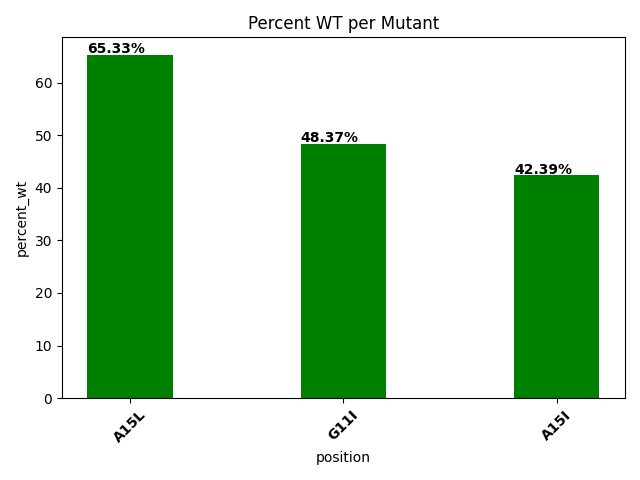 Percent WT per Mutant
65.33%
48.37%
42.39%
percent_wt
60
50
40
30
20
10
0
A15L
G11I
A15I
position